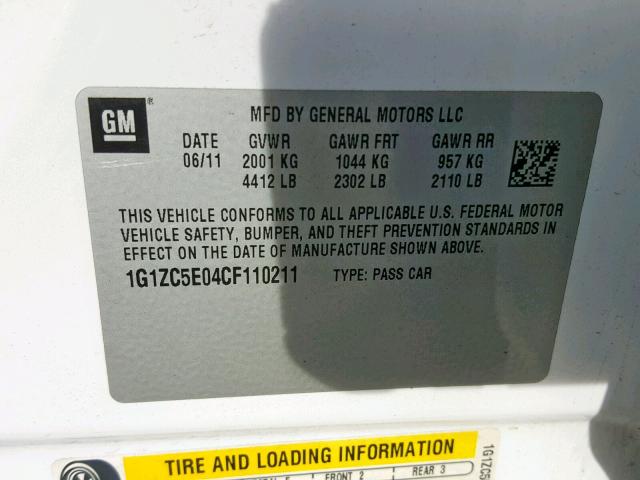 GM®
MFD BY GENERAL MOTORS LLC
DATE GVWR GAWR FRT GAWR RR
06/11 2001 KG 1044 KG 957 KG
4412 LB 2302 LB 2110 LB
THIS VEHICLE CONFORMS TO ALL APPLICABLE U.S. FEDERAL MOTOR
VEHICLE SAFETY, BUMPER, AND THEFT PREVENTION STANDARDS IN
EFFECT ON THE DATE OF MANUFACTURE SHOWN ABOVE.
1G1ZC5E04CF110211 TYPE: PASS CAR
TIRE AND LOADING INFORMATION
FRONT 2 REAR 3
1G1ZC5